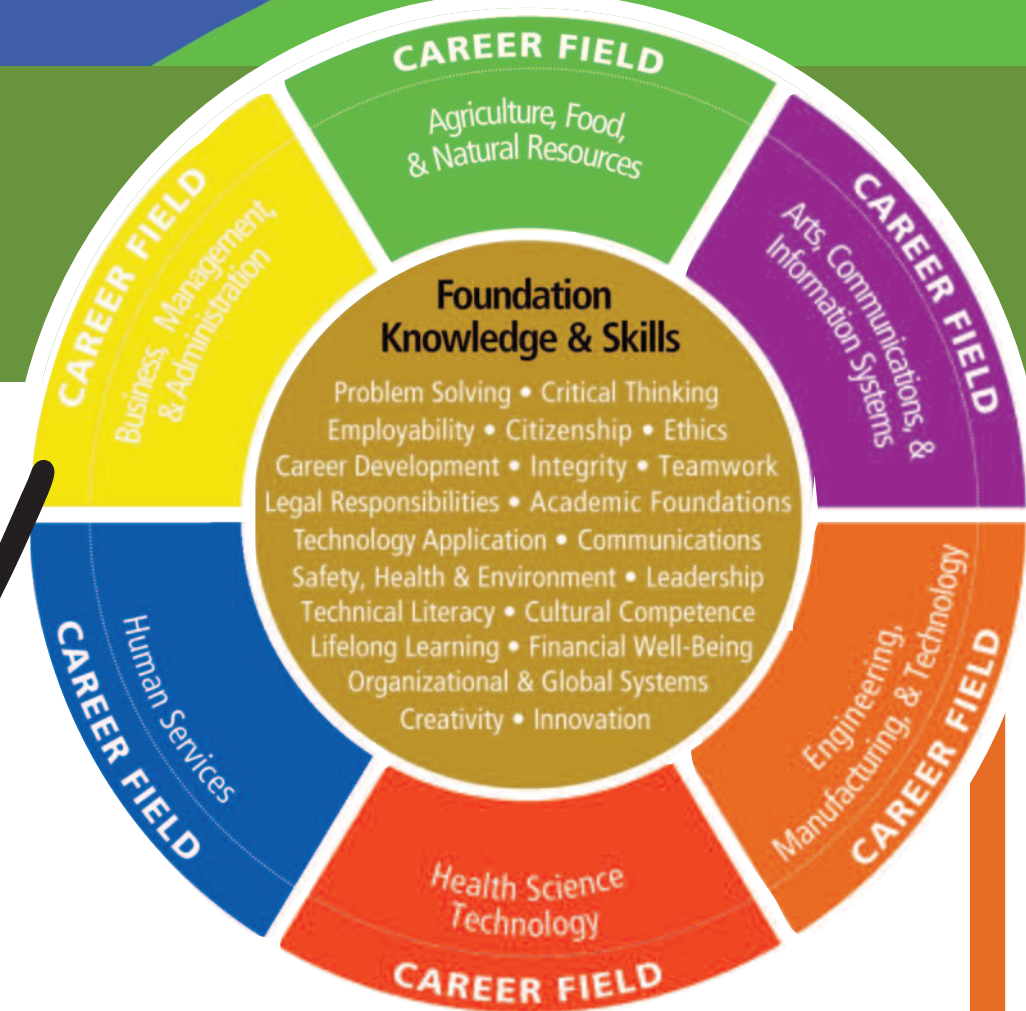 CAREER FIELD
Agriculture, Food,
& Natural Resources
CAREER FIELD
Arts, Communications, &
Information Systems
CAREER FIELD
Engineering,
Manufacturing, & Technology
CAREER FIELD
Health Science
Technology
CAREER FIELD
Human Services
CAREER FIELD
Business, Management,
& Administration
Foundation
Knowledge & Skills
Problem Solving • Critical Thinking
Employability • Citizenship • Ethics
Career Development • Integrity • Teamwork
Legal Responsibilities • Academic Foundations
Technology Application • Communications
Safety, Health & Environment • Leadership
Technical Literacy • Cultural Competence
Lifelong Learning • Financial Well-Being
Organizational & Global Systems
Creativity • Innovation